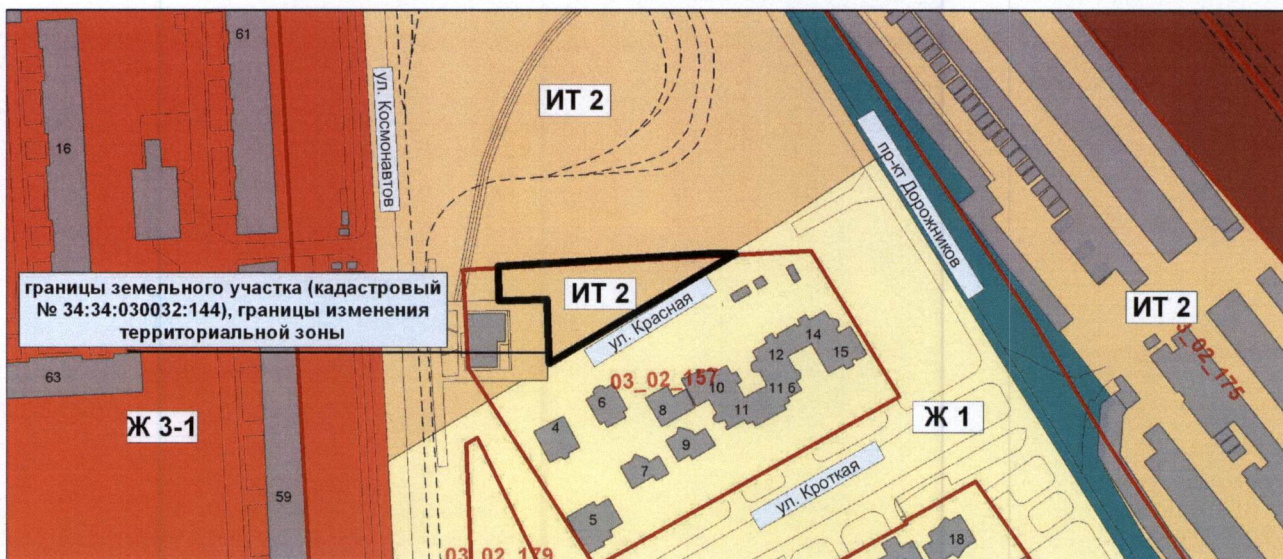 61
16
ул. Космонавтов
ИТ 2
пр-кт Дорожников
границы земельного участка (кадастровый
№ 34:34:030032:144), границы изменения
территориальной зоны
ИТ 2
ул. Красная
ИТ 2
03_02_175
63
Ж 3-1
59
03_02_157
14
15
12
10
11 б
11
6
8
4
9
7
5
Ж 1
ул. Кроткая
18
03_02_179